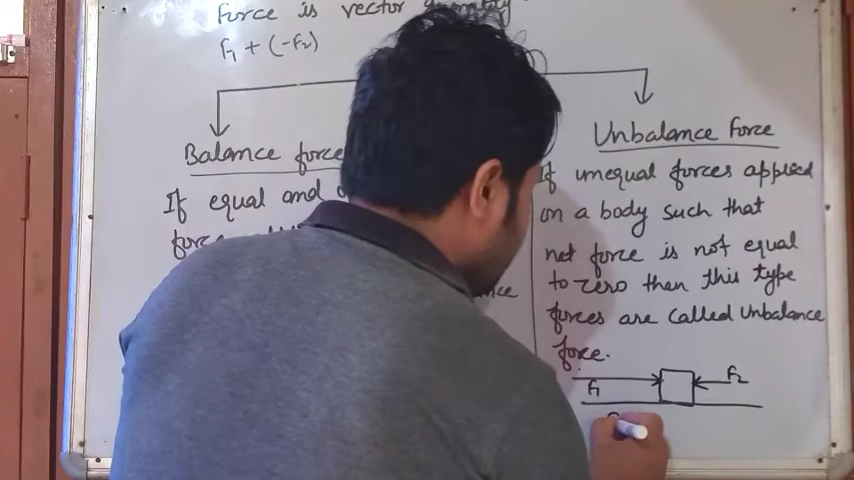 Force is vector quantity
F₁ + (-F₂)
Balance force
If equal and
Unbalance Force
If unequal forces applied
on a body such that
net force is not equal
to zero then this type
forces are called Unbalance
force.
F₁
F₂